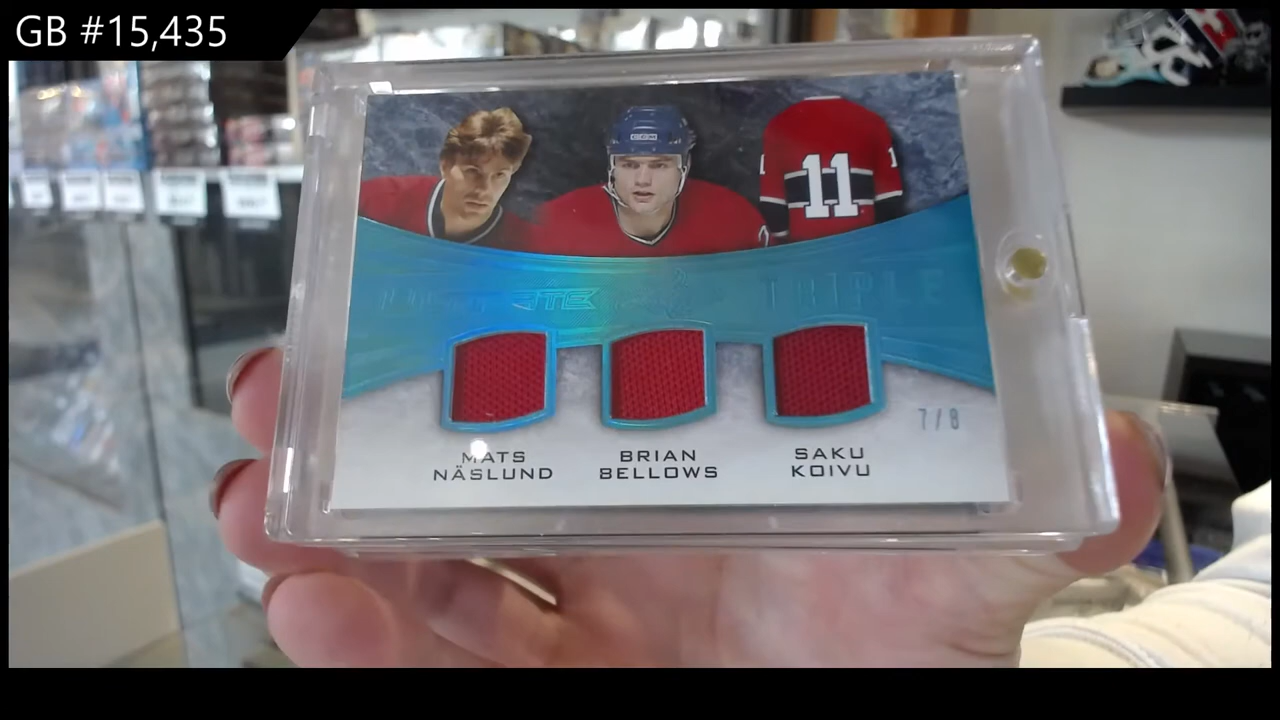 GB #15,435
11
TRIPLE
7/8
MATS
NÄSLUND
BRIAN
BELLOWS
SAKU
KOIVU